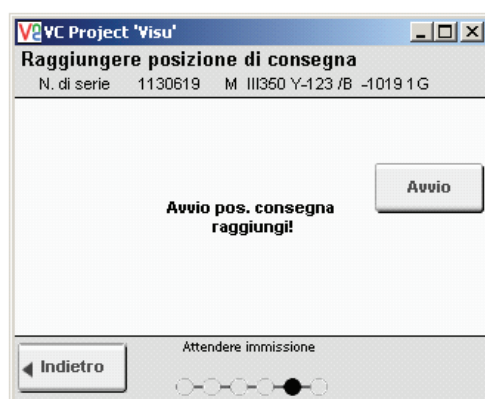 VC Project 'Visu'
Raggiungere posizione di consegna
N. di serie 1130619 M III350 Y-123 /B -1019 1 G
Avvio
Avvio pos. consegna
raggiungi!
Attendere immissione
Indietro